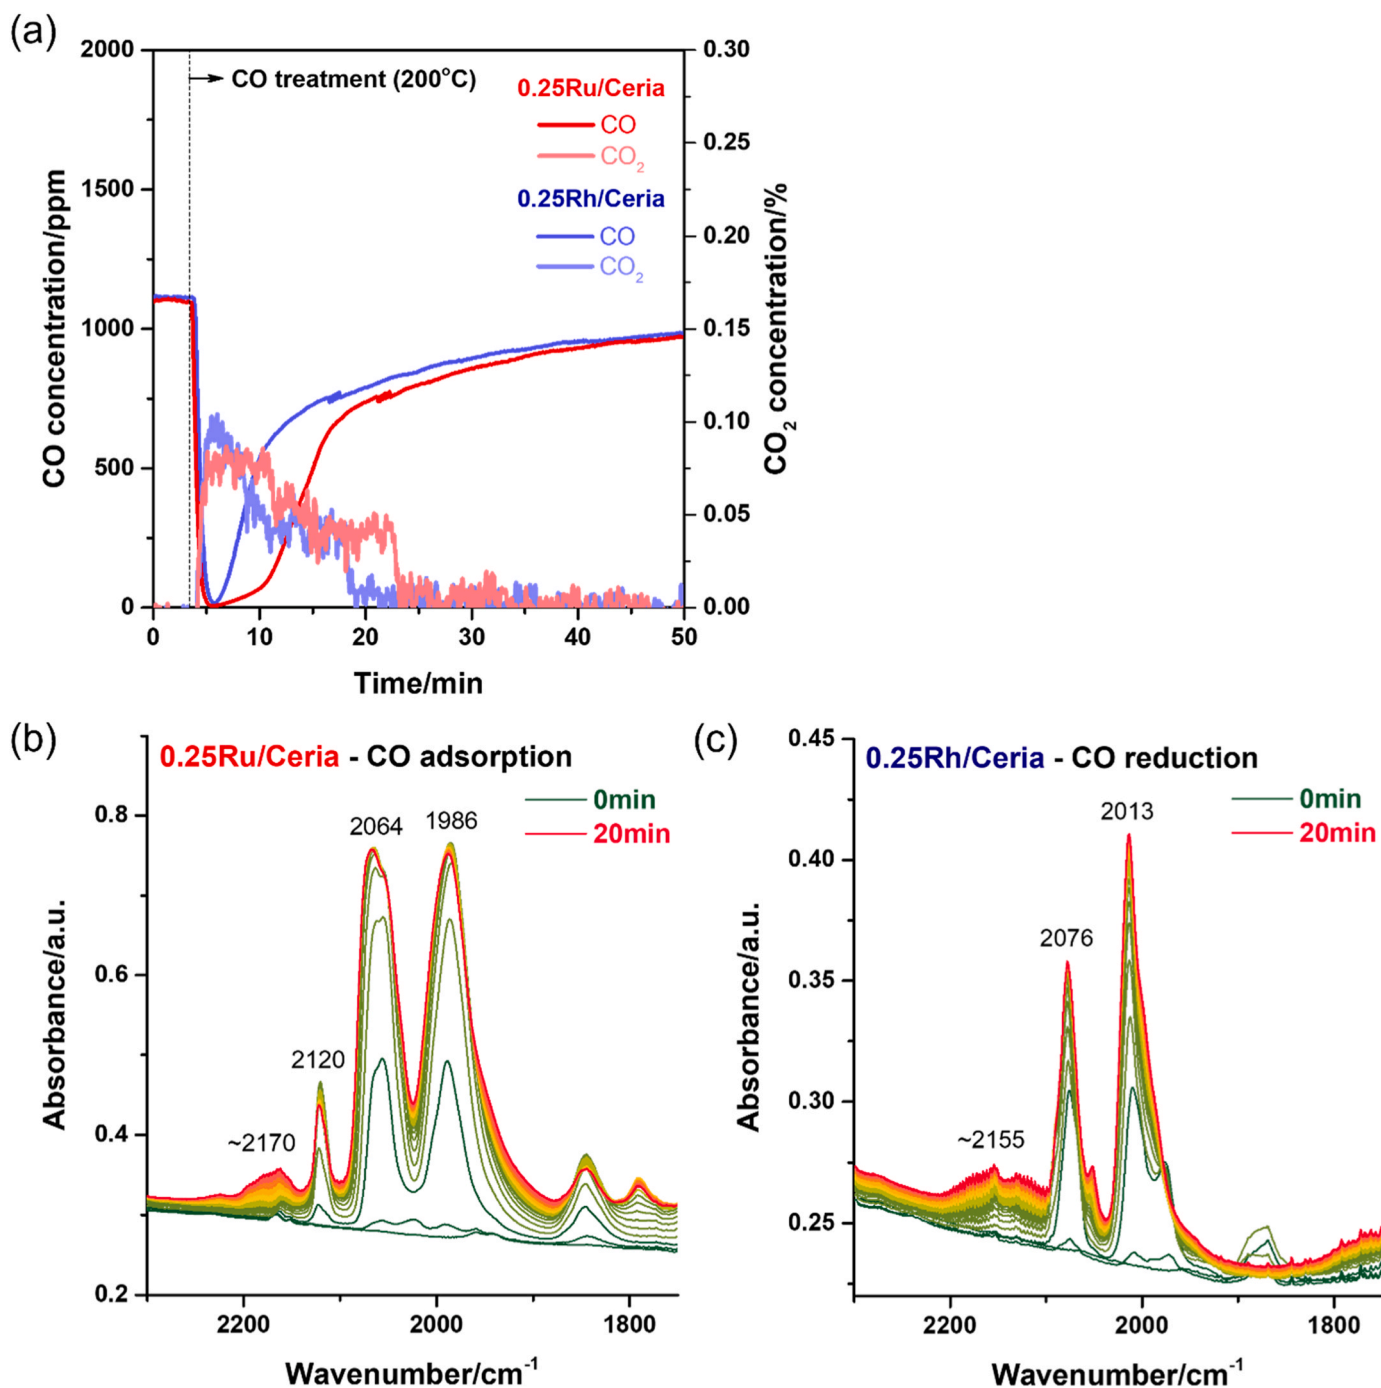 (a)
2000
1500
1000
500
0
CO concentration/ppm
CO treatment (200°C)
0.25Ru/Ceria
CO
CO₂
0.25Rh/Ceria
CO
CO₂
0.30
0.25
0.20
0.15
0.10
0.05
0.00
CO₂ concentration/%
0 10 20 30 40 50
Time/min
(b)
0.25Ru/Ceria - CO adsorption
0min
20min
2064
1986
2120
~2170
0.8
0.6
0.4
0.2
Absorbance/a.u.
2200 2000 1800
Wavenumber/cm⁻¹
(c)
0.25Rh/Ceria - CO reduction
0min
20min
2013
2076
~2155
0.45
0.40
0.35
0.30
0.25
Absorbance/a.u.
2200 2000 1800
Wavenumber/cm⁻¹